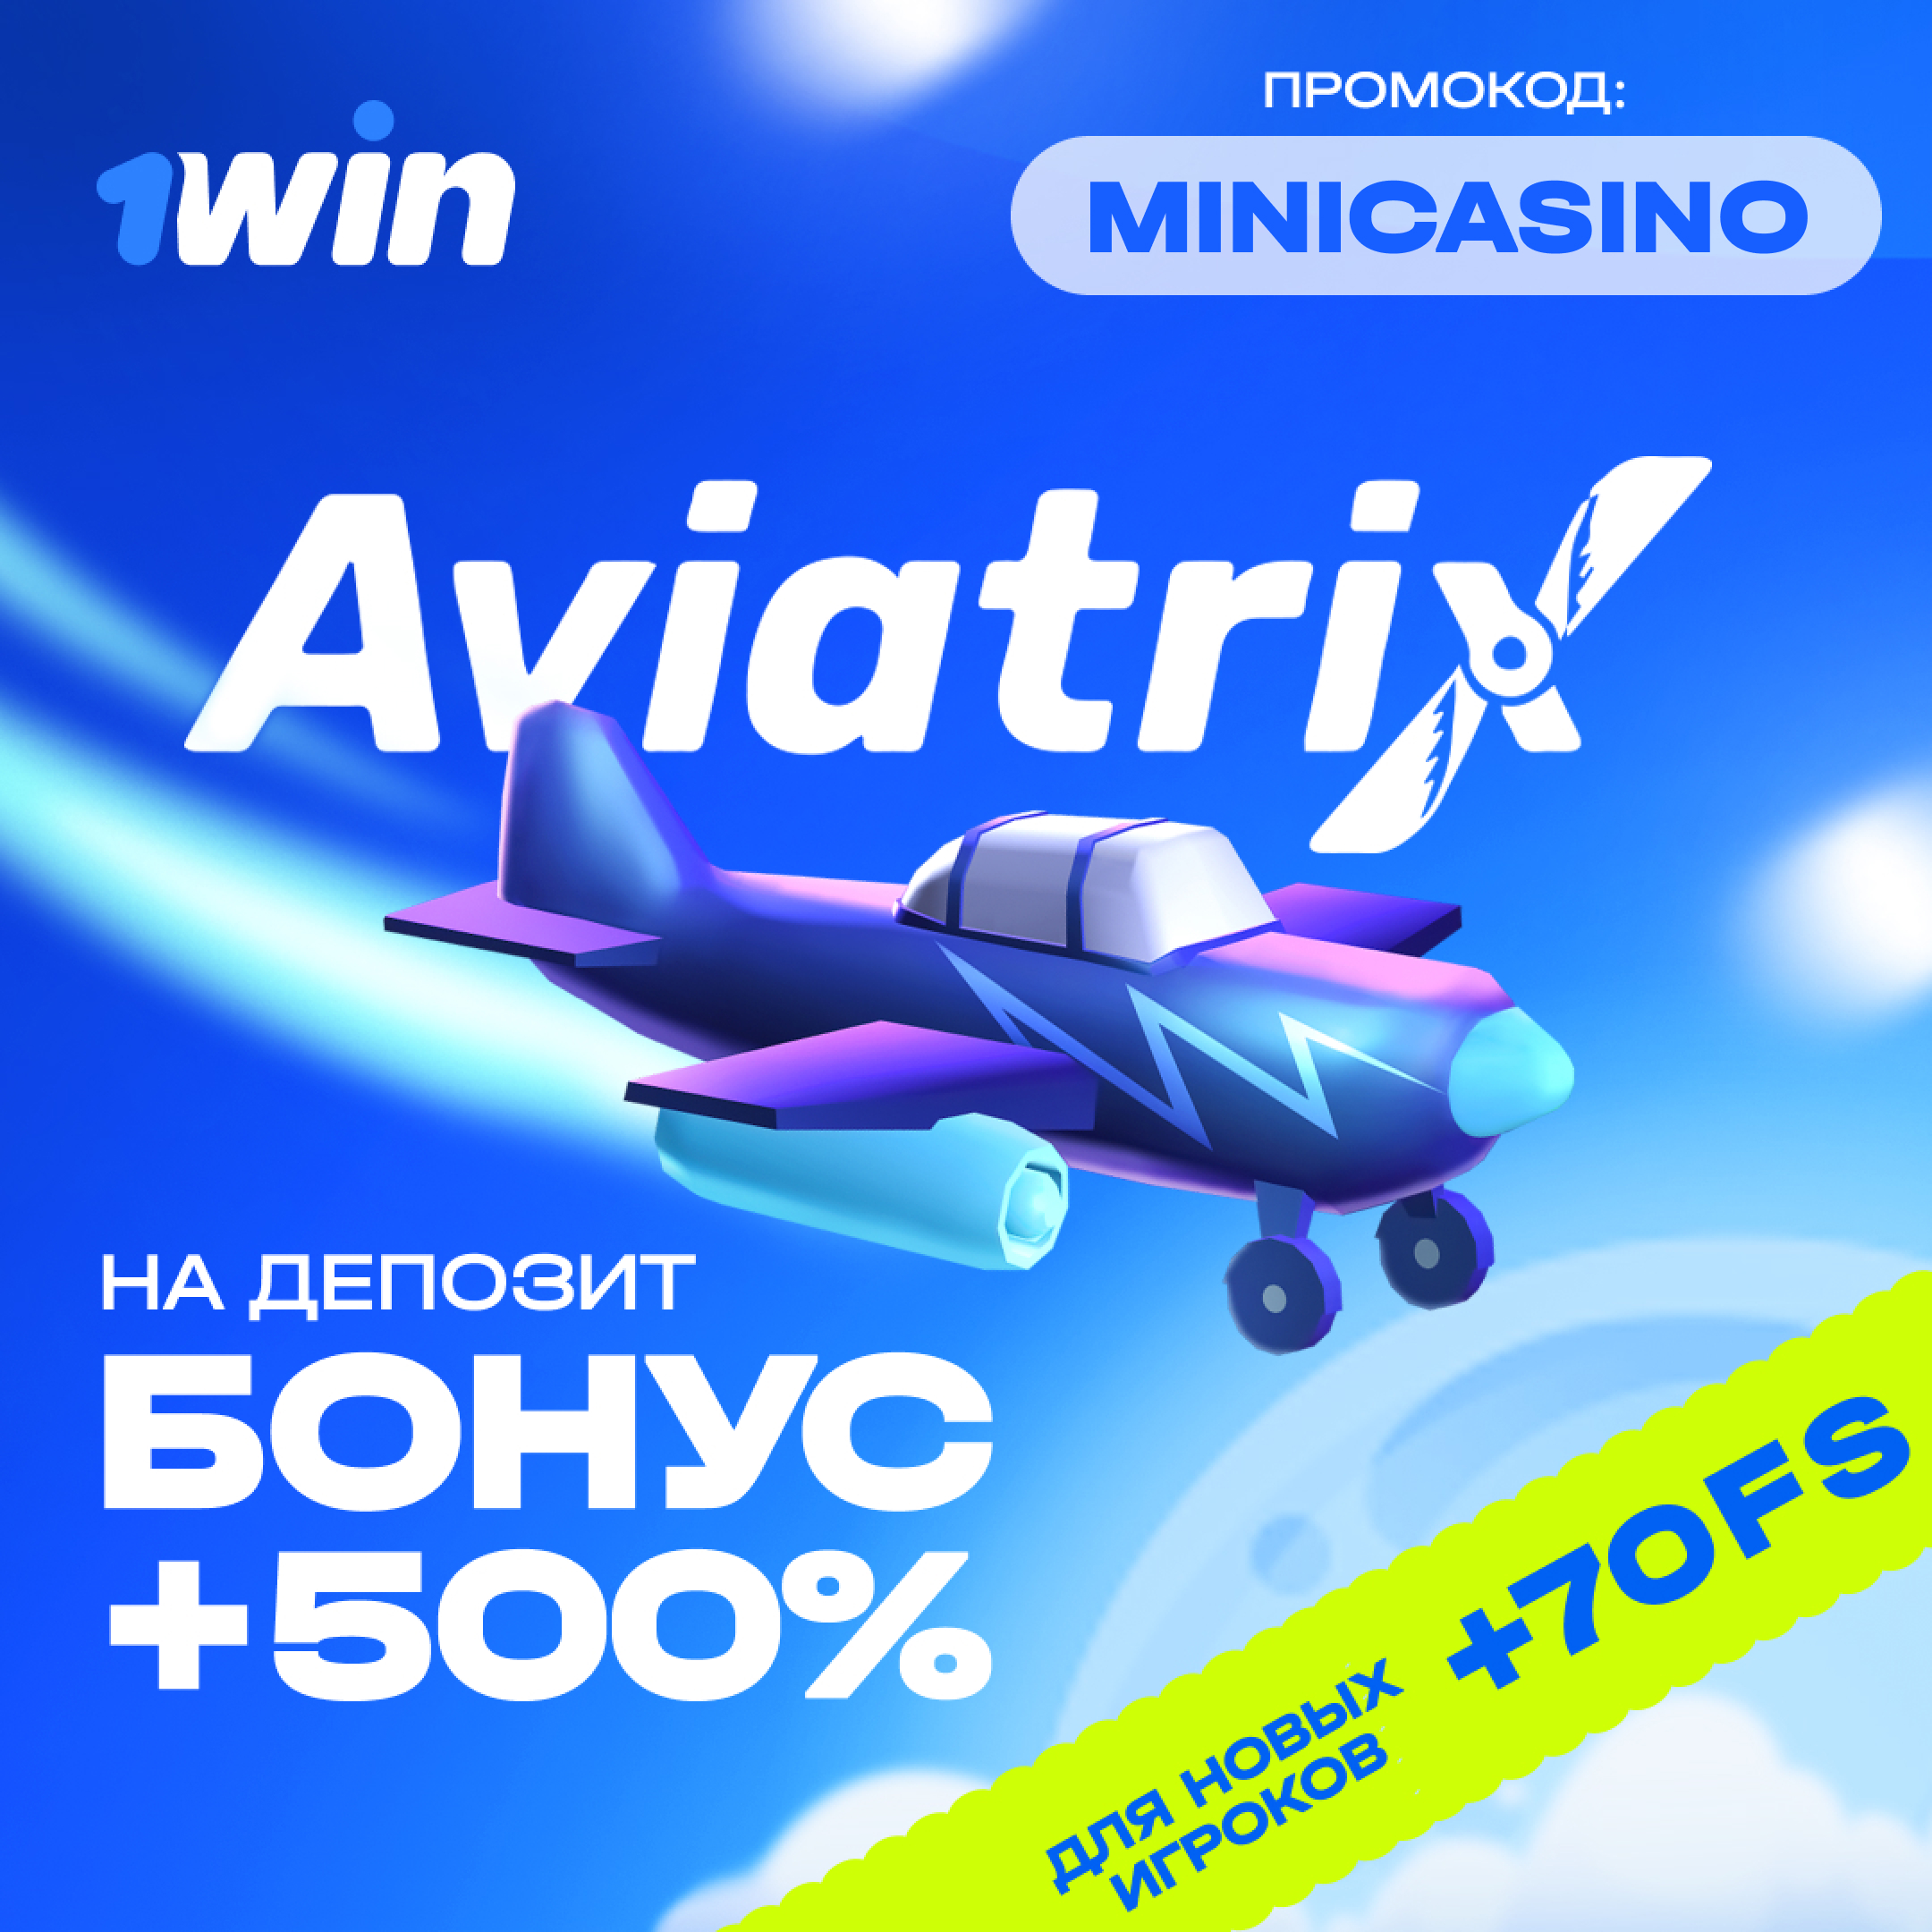 1win
ПРОМОКОД:
MINICASINO
Aviatrix
НА ДЕПОЗИТ
БОНУС
+500%
ДЛЯ НОВЫХ
ИГРОКОВ
+70FS